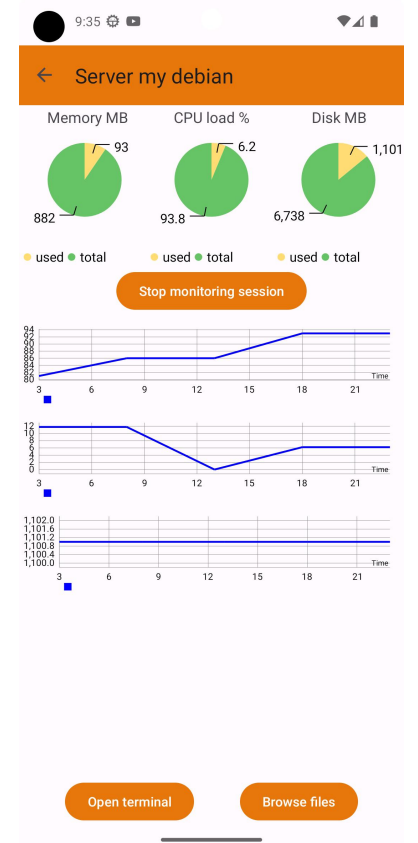 9:35
Server my debian
Memory MB CPU load % Disk MB
93 6.2 1,101
882 93.8 6,738
used total used total used total
Stop monitoring session
94
92
90
88
86
84
82
80
Time
3 6 9 12 15 18 21
12
10
8
6
4
2
0
Time
3 6 9 12 15 18 21
1,102.0
1,101.6
1,101.2
1,100.8
1,100.4
1,100.0
Time
3 6 9 12 15 18 21
Open terminal Browse files